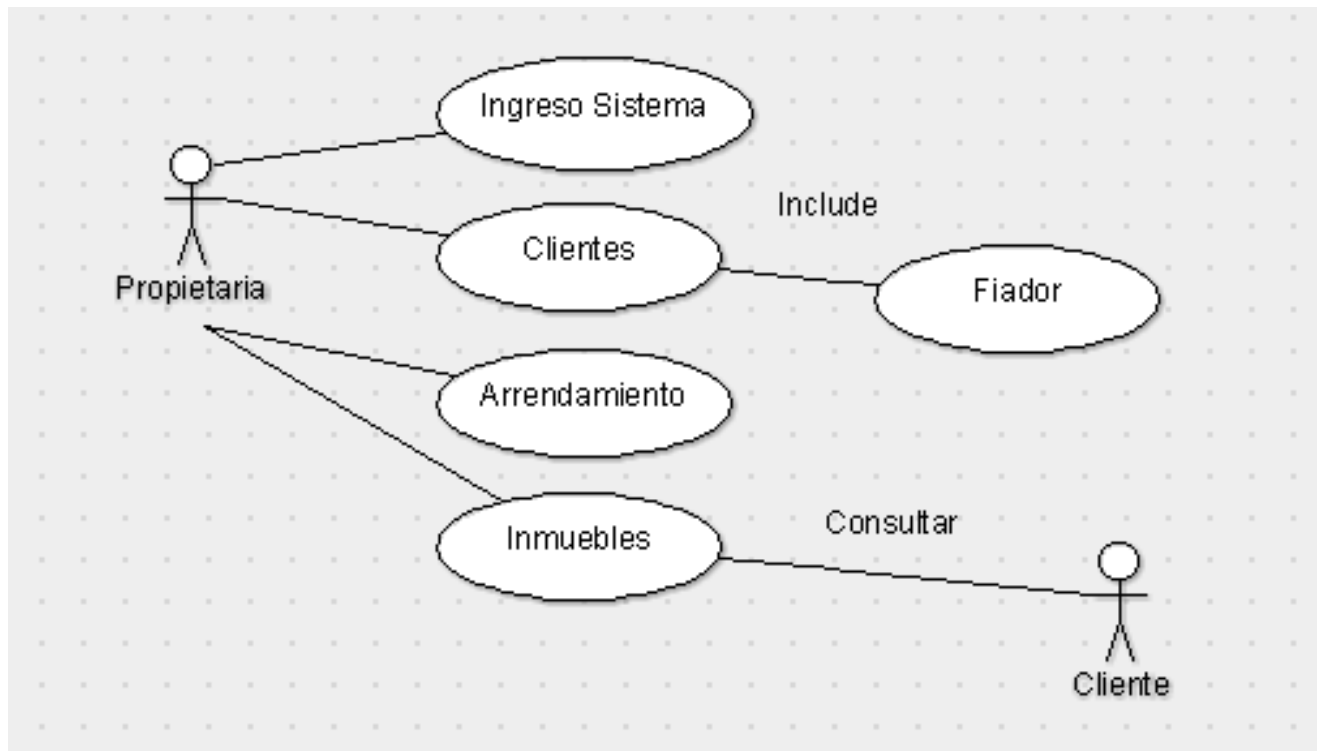 Ingreso Sistema
Include
Clientes
Fiador
Propietaria
Arrendamiento
Consultar
Inmuebles
Cliente